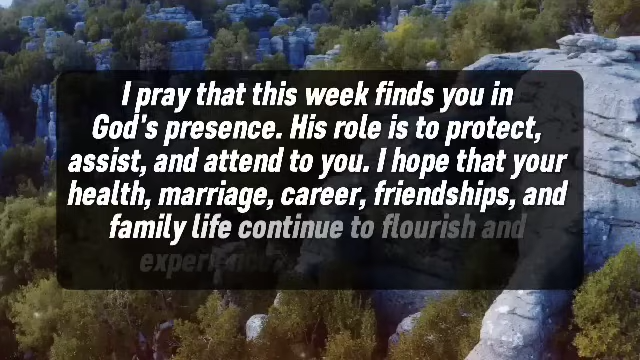 I pray that this week finds you in
God's presence. His role is to protect,
assist, and attend to you. I hope that your
health, marriage, career, friendships, and
family life continue to flourish and